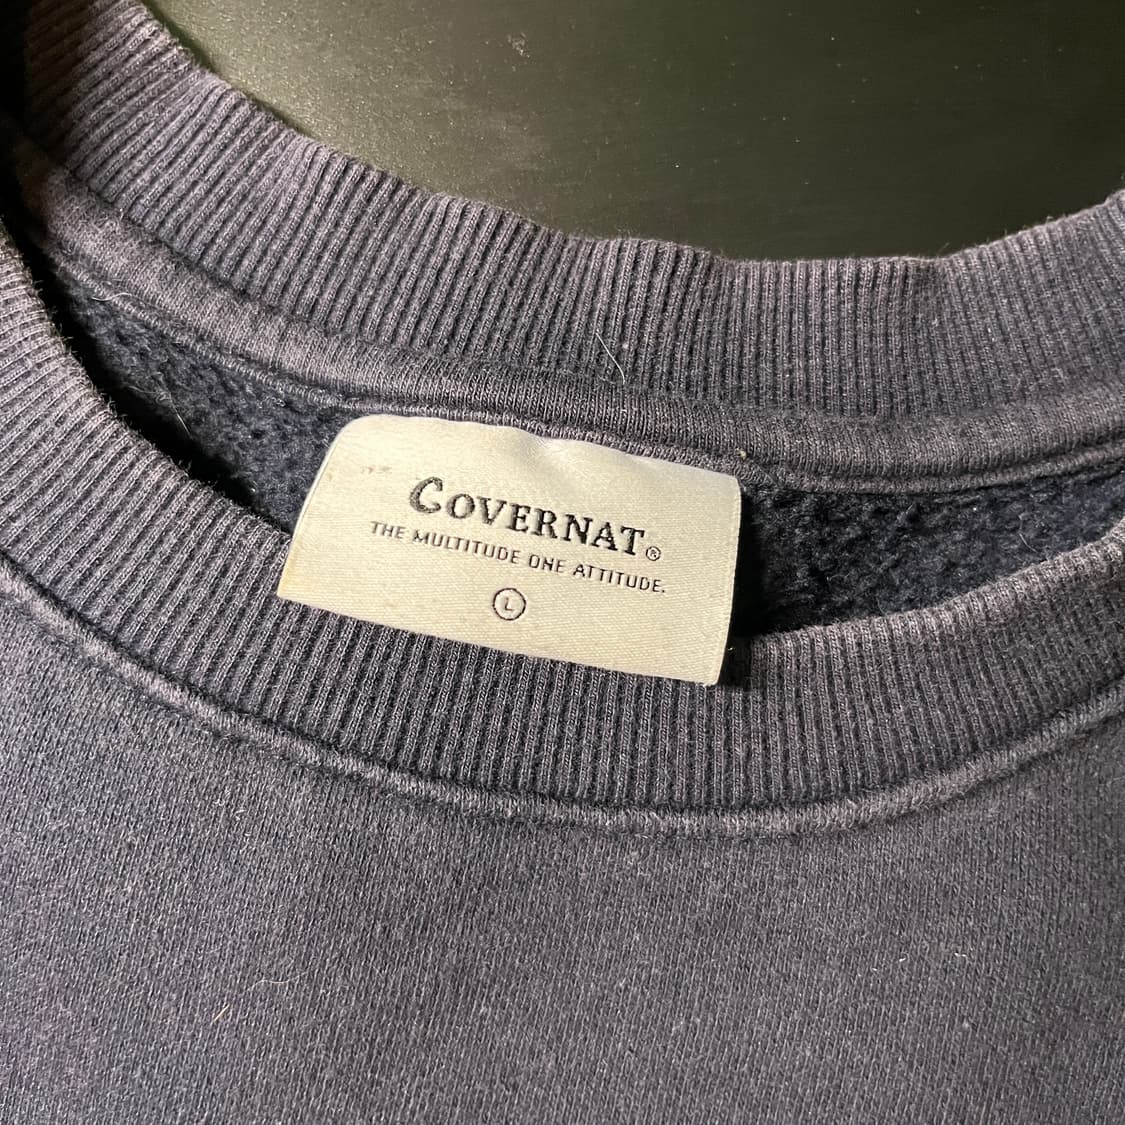 COVERNAT®
THE MULTITUDE ONE ATTITUDE.
L